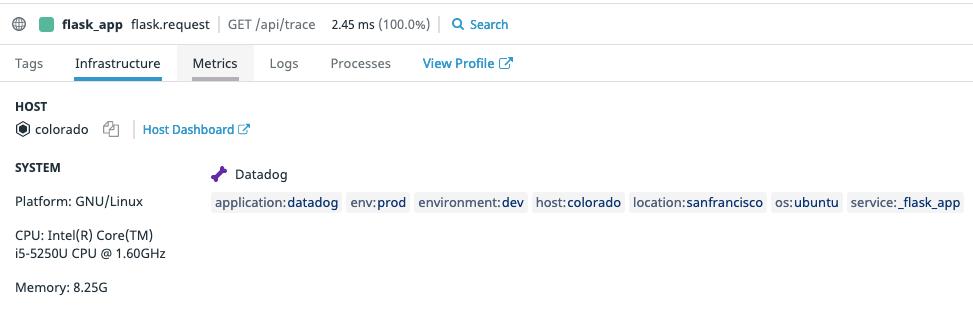 flask_app flask.request GET /api/trace 2.45 ms (100.0%) Search
Tags Infrastructure Metrics Logs Processes View Profile
HOST
colorado Host Dashboard
SYSTEM
Datadog
Platform: GNU/Linux
application:datadog env:prod environment:dev host:colorado location:sanfrancisco os:ubuntu service:_flask_app
CPU: Intel(R) Core(TM)
i5-5250U CPU @ 1.60GHz
Memory: 8.25G